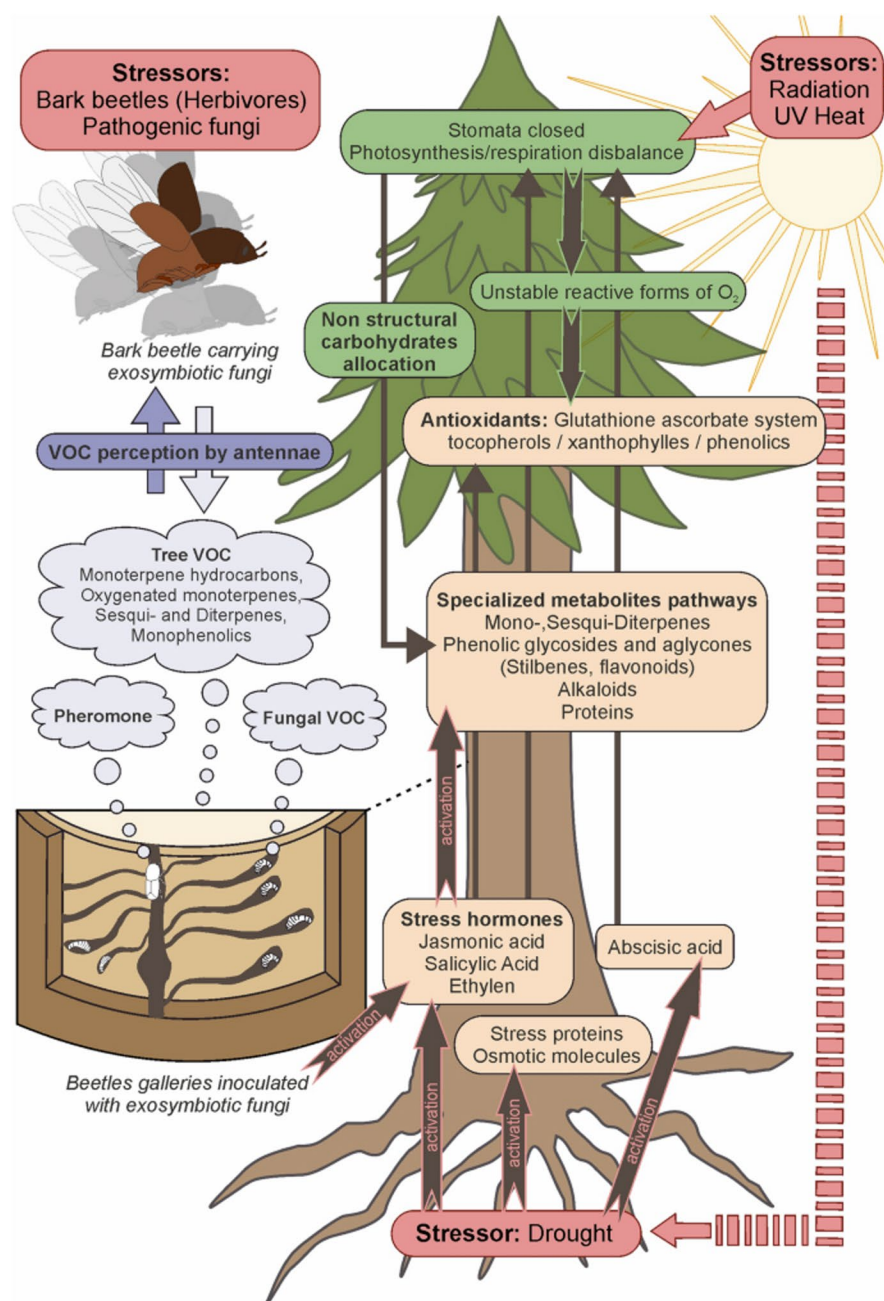 Stressors:
Bark beetles (Herbivores)
Pathogenic fungi
Stressors:
Radiation
UV Heat
Stomata closed
Photosynthesis/respiration disbalance
Unstable reactive forms of O₂
Non structural
carbohydrates
allocation
Bark beetle carrying
exosymbiotic fungi
Antioxidants: Glutathione ascorbate system
tocopherols / xanthophylles / phenolics
VOC perception by antennae
Tree VOC
Monoterpene hydrocarbons,
Oxygenated monoterpenes,
Sesqui- and Diterpenes,
Monophenolics
Specialized metabolites pathways
Mono-,Sesqui-Diterpenes
Phenolic glycosides and aglycones
(Stilbenes, flavonoids)
Alkaloids
Proteins
Pheromone
Fungal VOC
activation
Stress hormones
Jasmonic acid
Salicylic Acid
Ethylen
Abscisic acid
activation
Stress proteins
Osmotic molecules
Beetles galleries inoculated
with exosymbiotic fungi
activation
activation
activation
Stressor: Drought